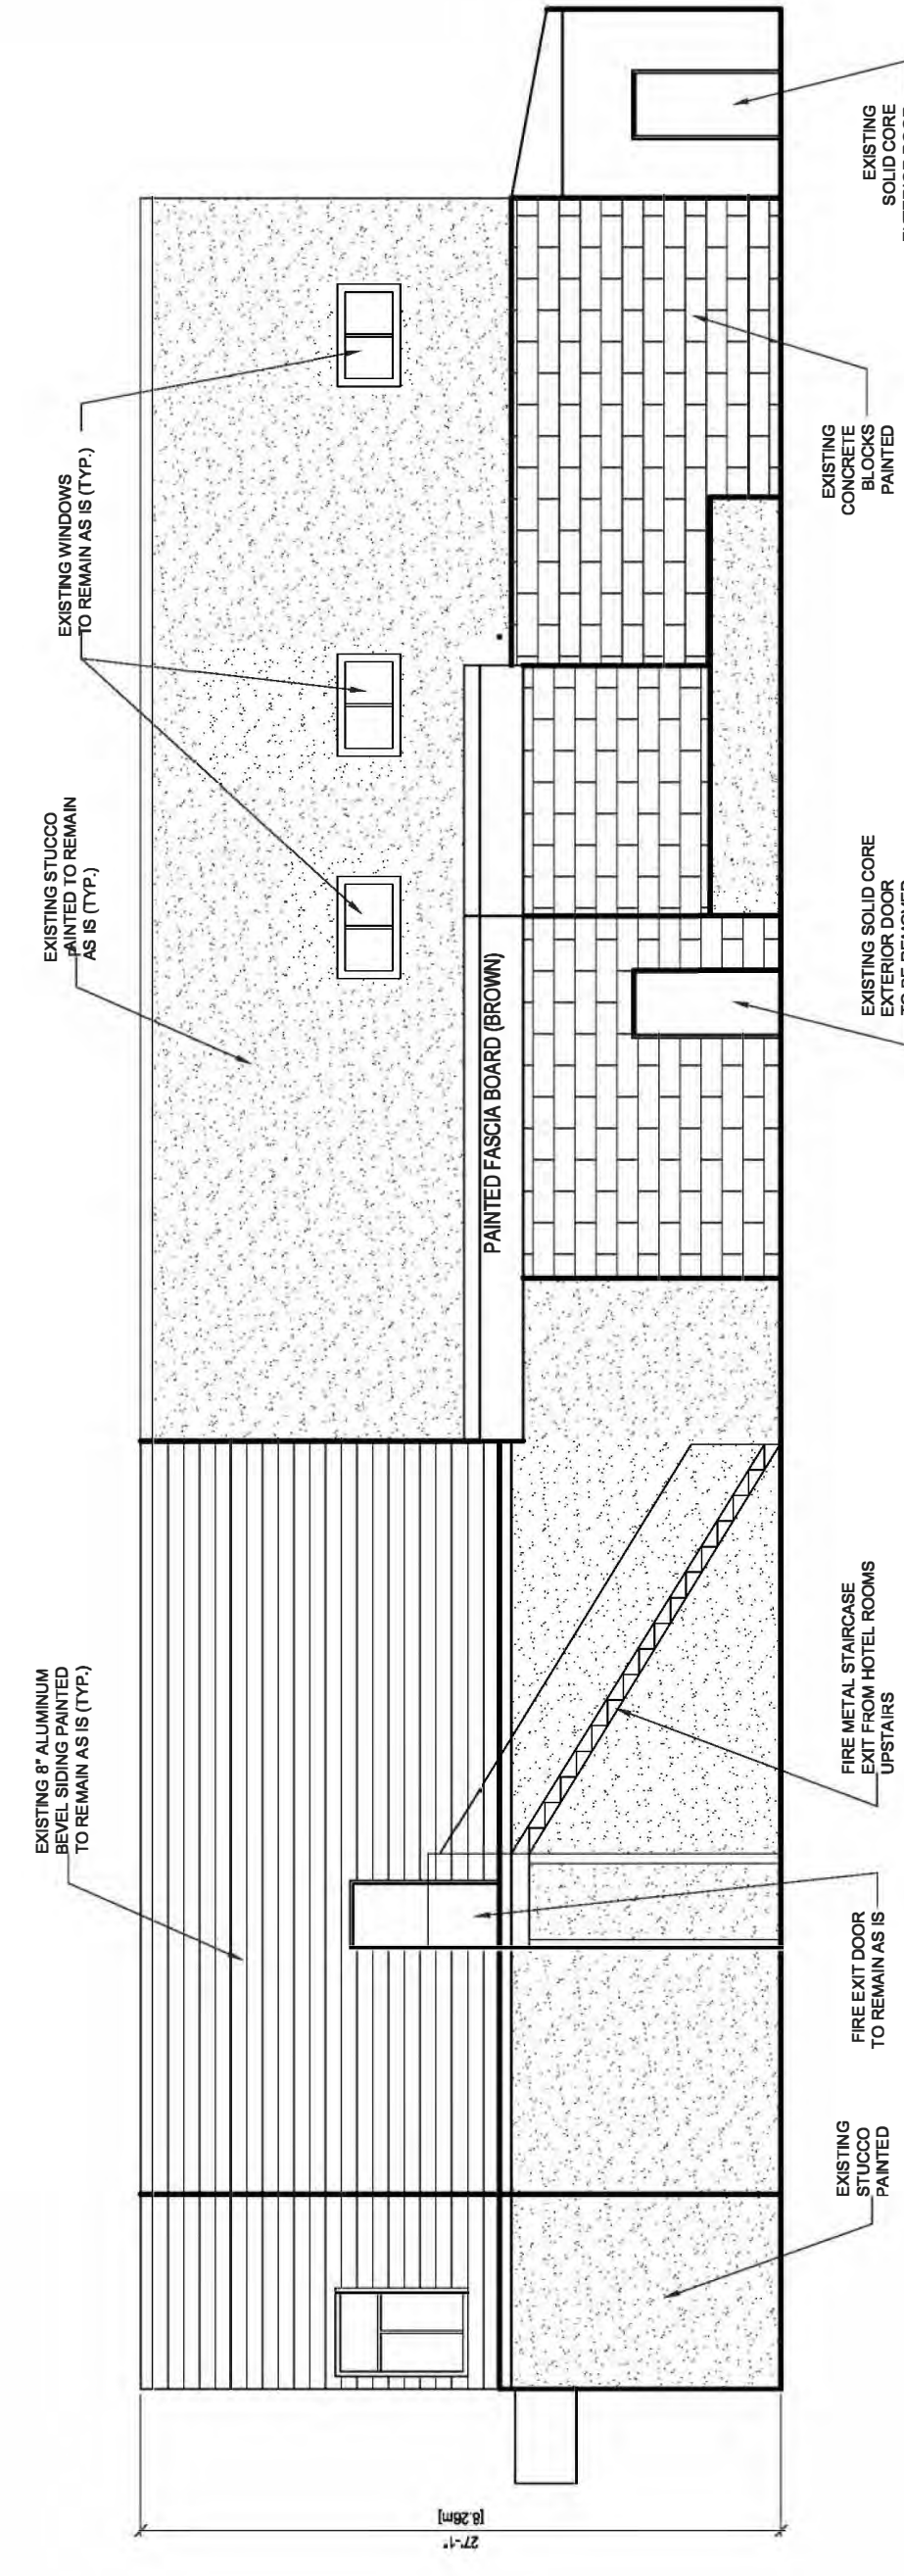 EXISTING 8" ALUMINUM
BEVEL SIDING PAINTED
TO REMAIN AS IS (TYP.)
EXISTING STUCCO
PAINTED TO REMAIN
AS IS (TYP.)
EXISTING WINDOWS
TO REMAIN AS IS (TYP.)
27'-1"
[8.26m]
PAINTED FASCIA BOARD (BROWN)
EXISTING
STUCCO
PAINTED
FIRE EXIT DOOR
TO REMAIN AS IS
FIRE METAL STAIRCASE
EXIT FROM HOTEL ROOMS
UPSTAIRS
EXISTING SOLID CORE
EXTERIOR DOOR
TO BE REMOVED
EXISTING
CONCRETE
BLOCKS
PAINTED
EXISTING
SOLID CORE